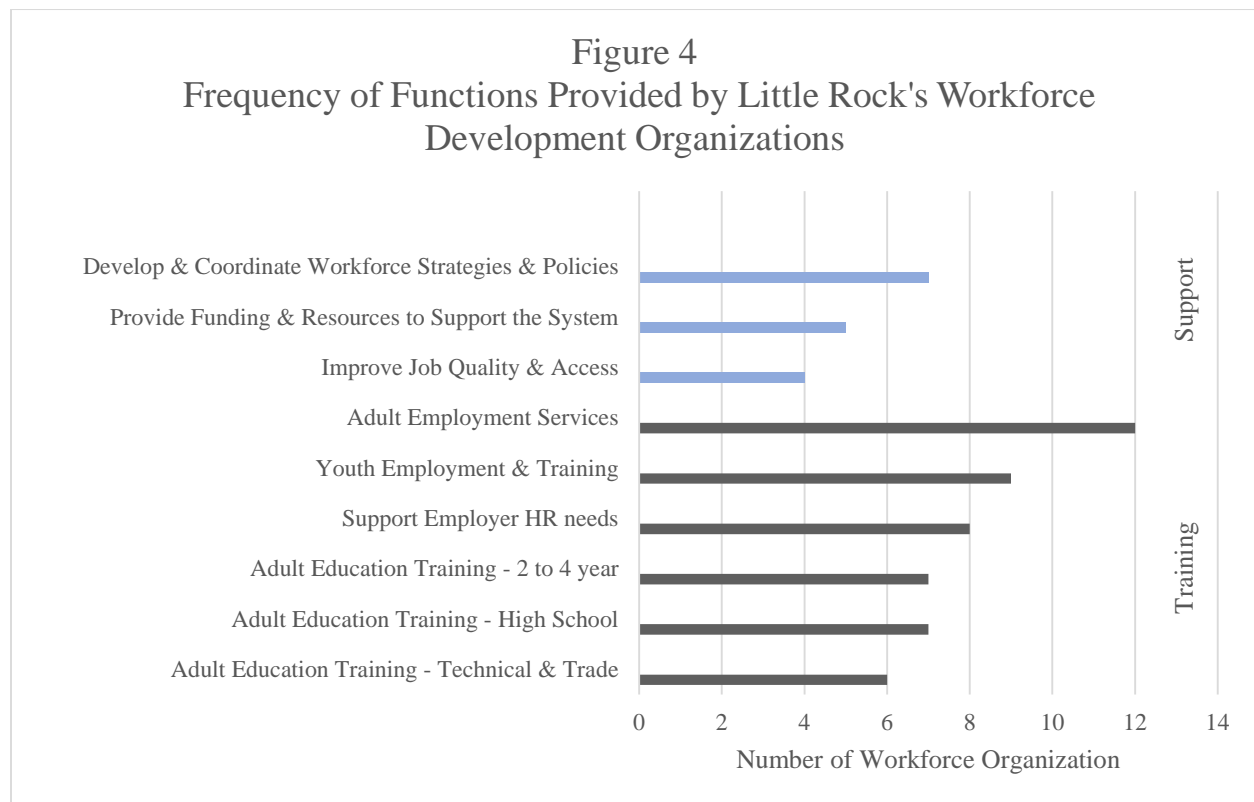 Figure 4
Frequency of Functions Provided by Little Rock's Workforce
Development Organizations
Develop & Coordinate Workforce Strategies & Policies
Provide Funding & Resources to Support the System
Improve Job Quality & Access
Adult Employment Services
Youth Employment & Training
Support Employer HR needs
Adult Education Training - 2 to 4 year
Adult Education Training - High School
Adult Education Training - Technical & Trade
Support
Training
0 2 4 6 8 10 12 14
Number of Workforce Organization